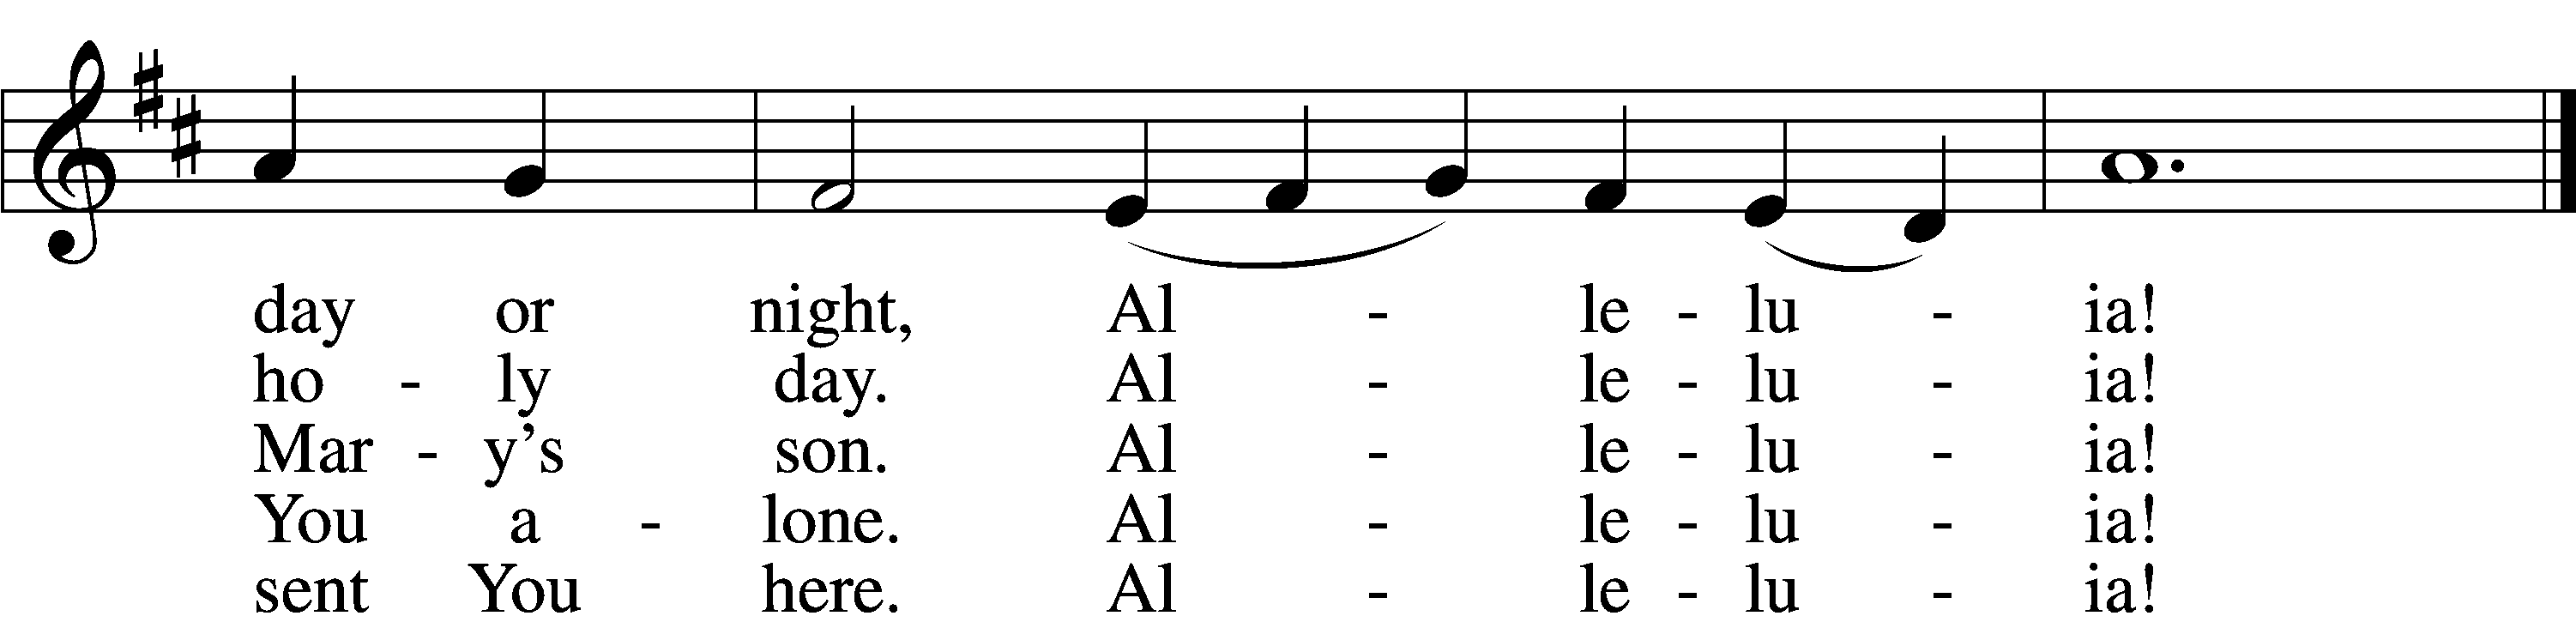 day or night, Al - le - lu - ia!
ho - ly day. Al - le - lu - ia!
Mar - y’s son. Al - le - lu - ia!
You a - lone. Al - le - lu - ia!
sent You here. Al - le - lu - ia!